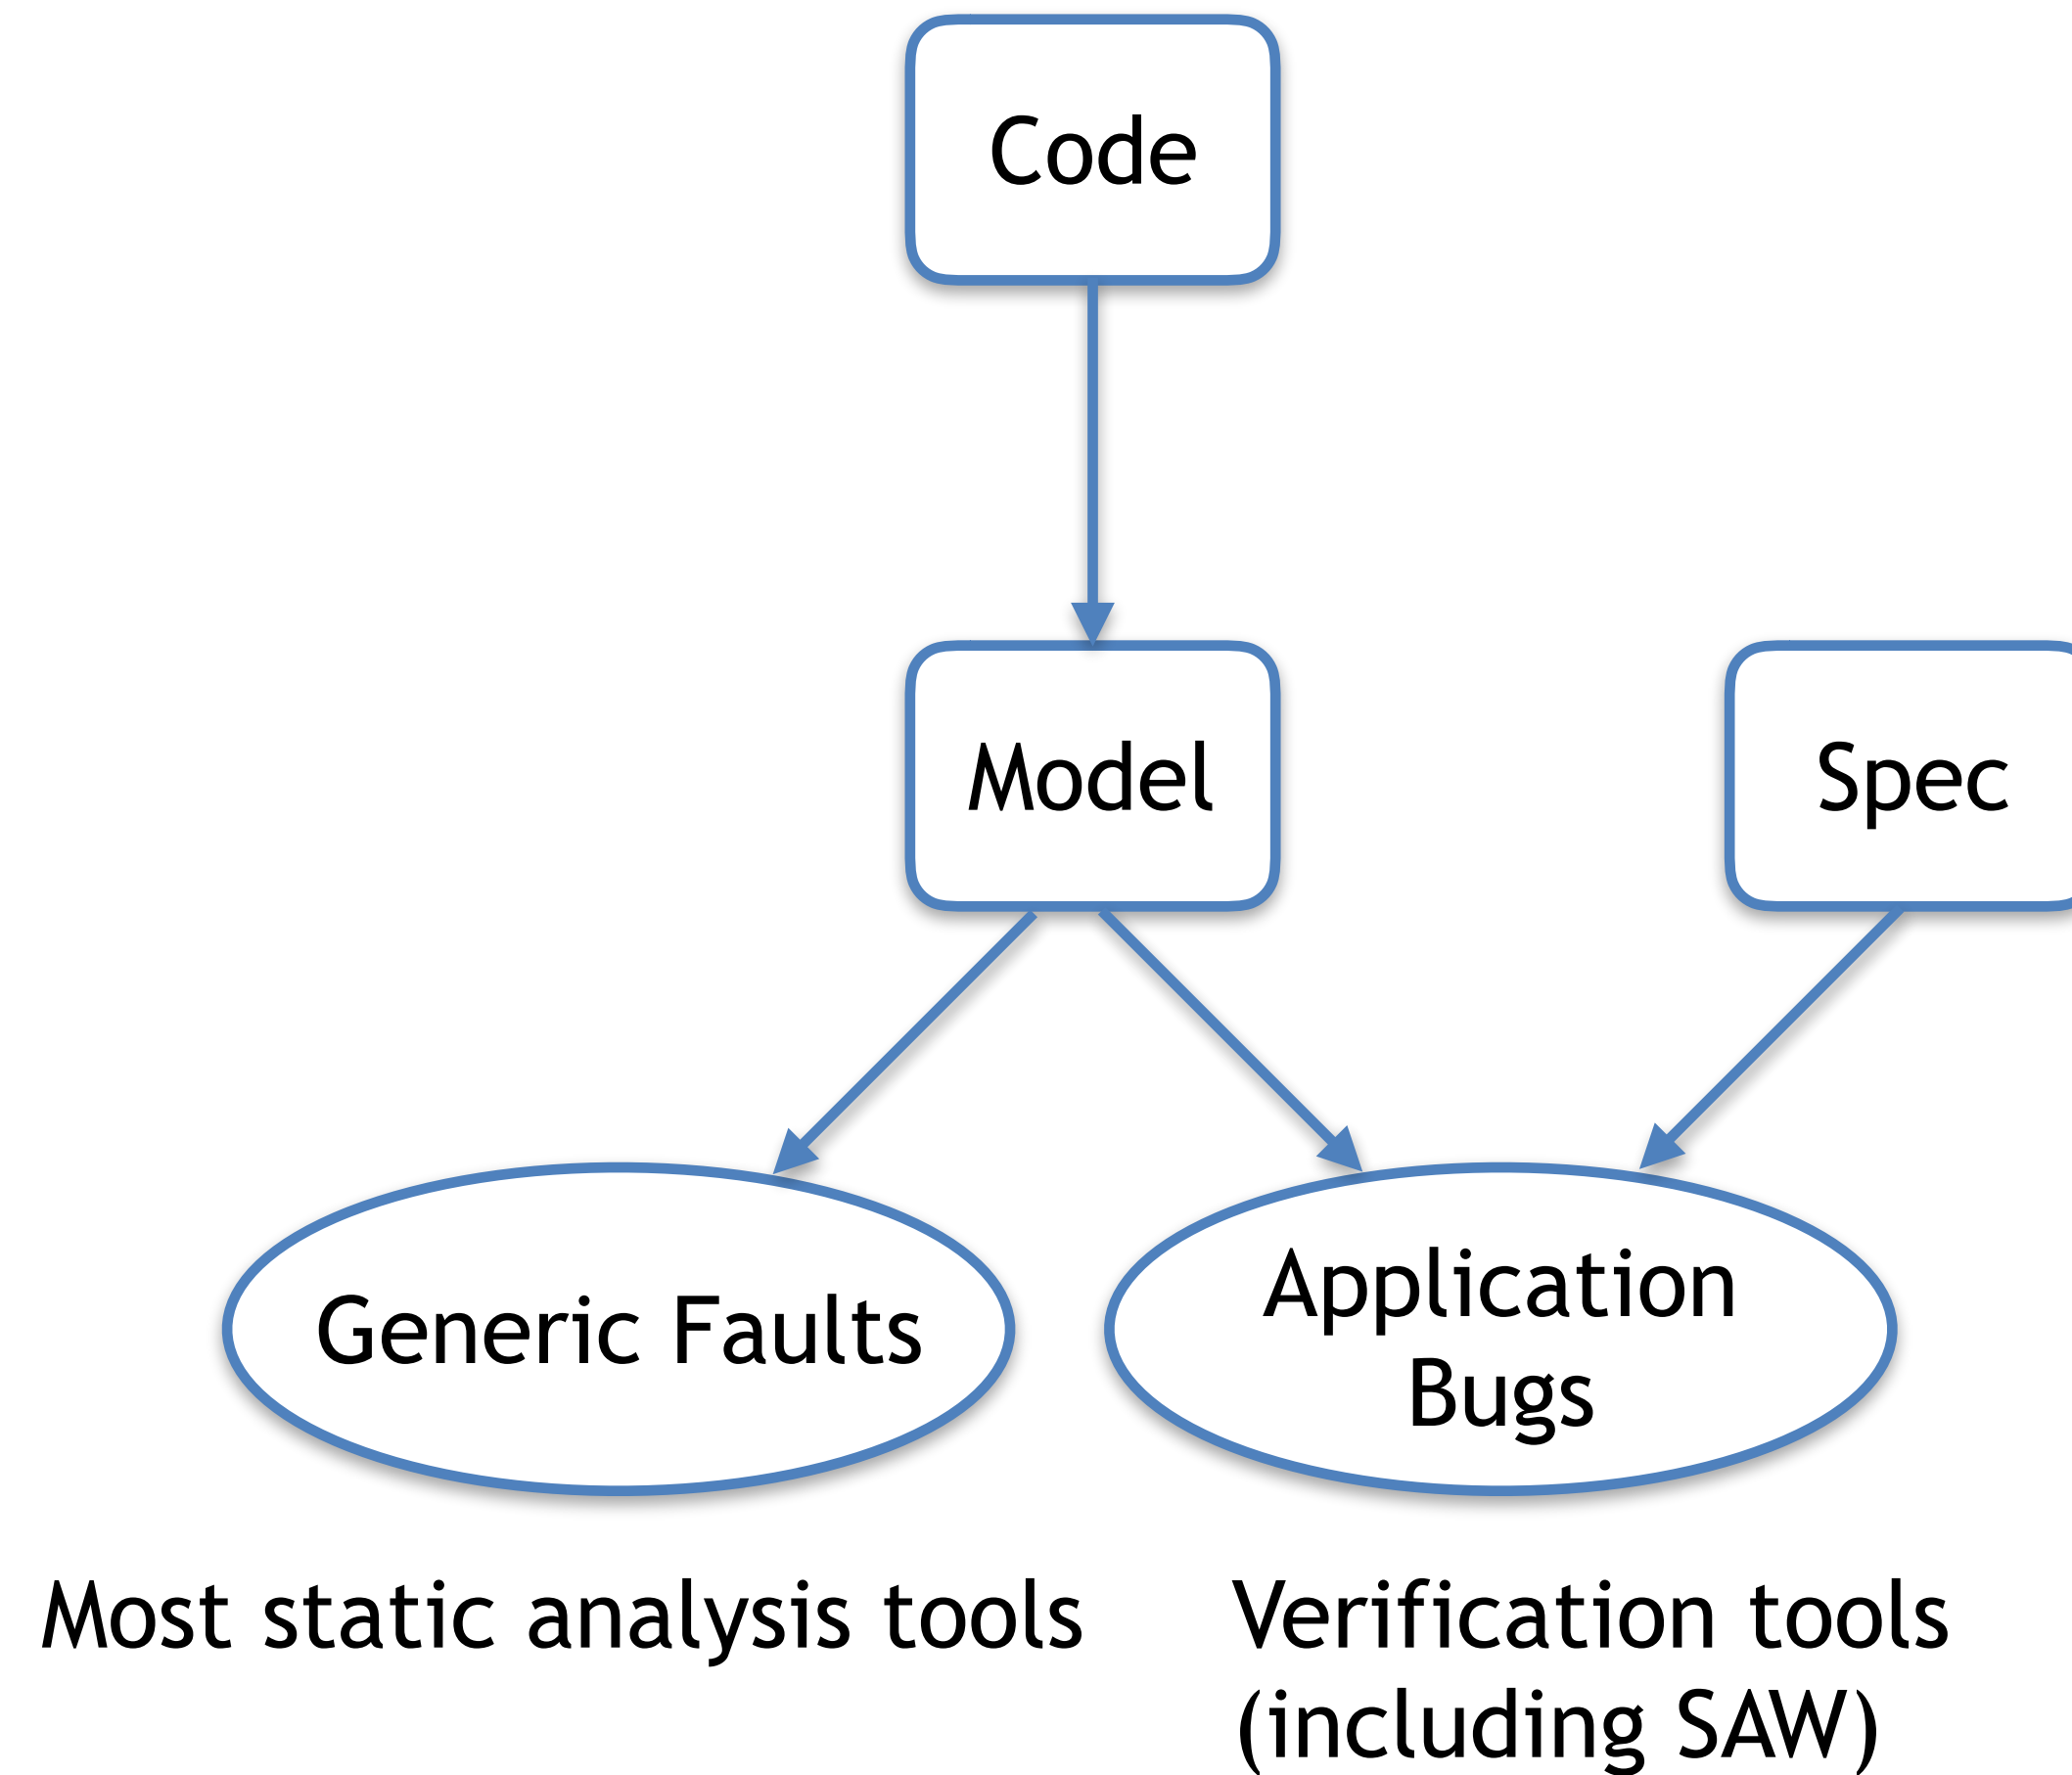 Code
Model
Spec
Generic Faults
Application
Bugs
Most static analysis tools
Verification tools
(including SAW)